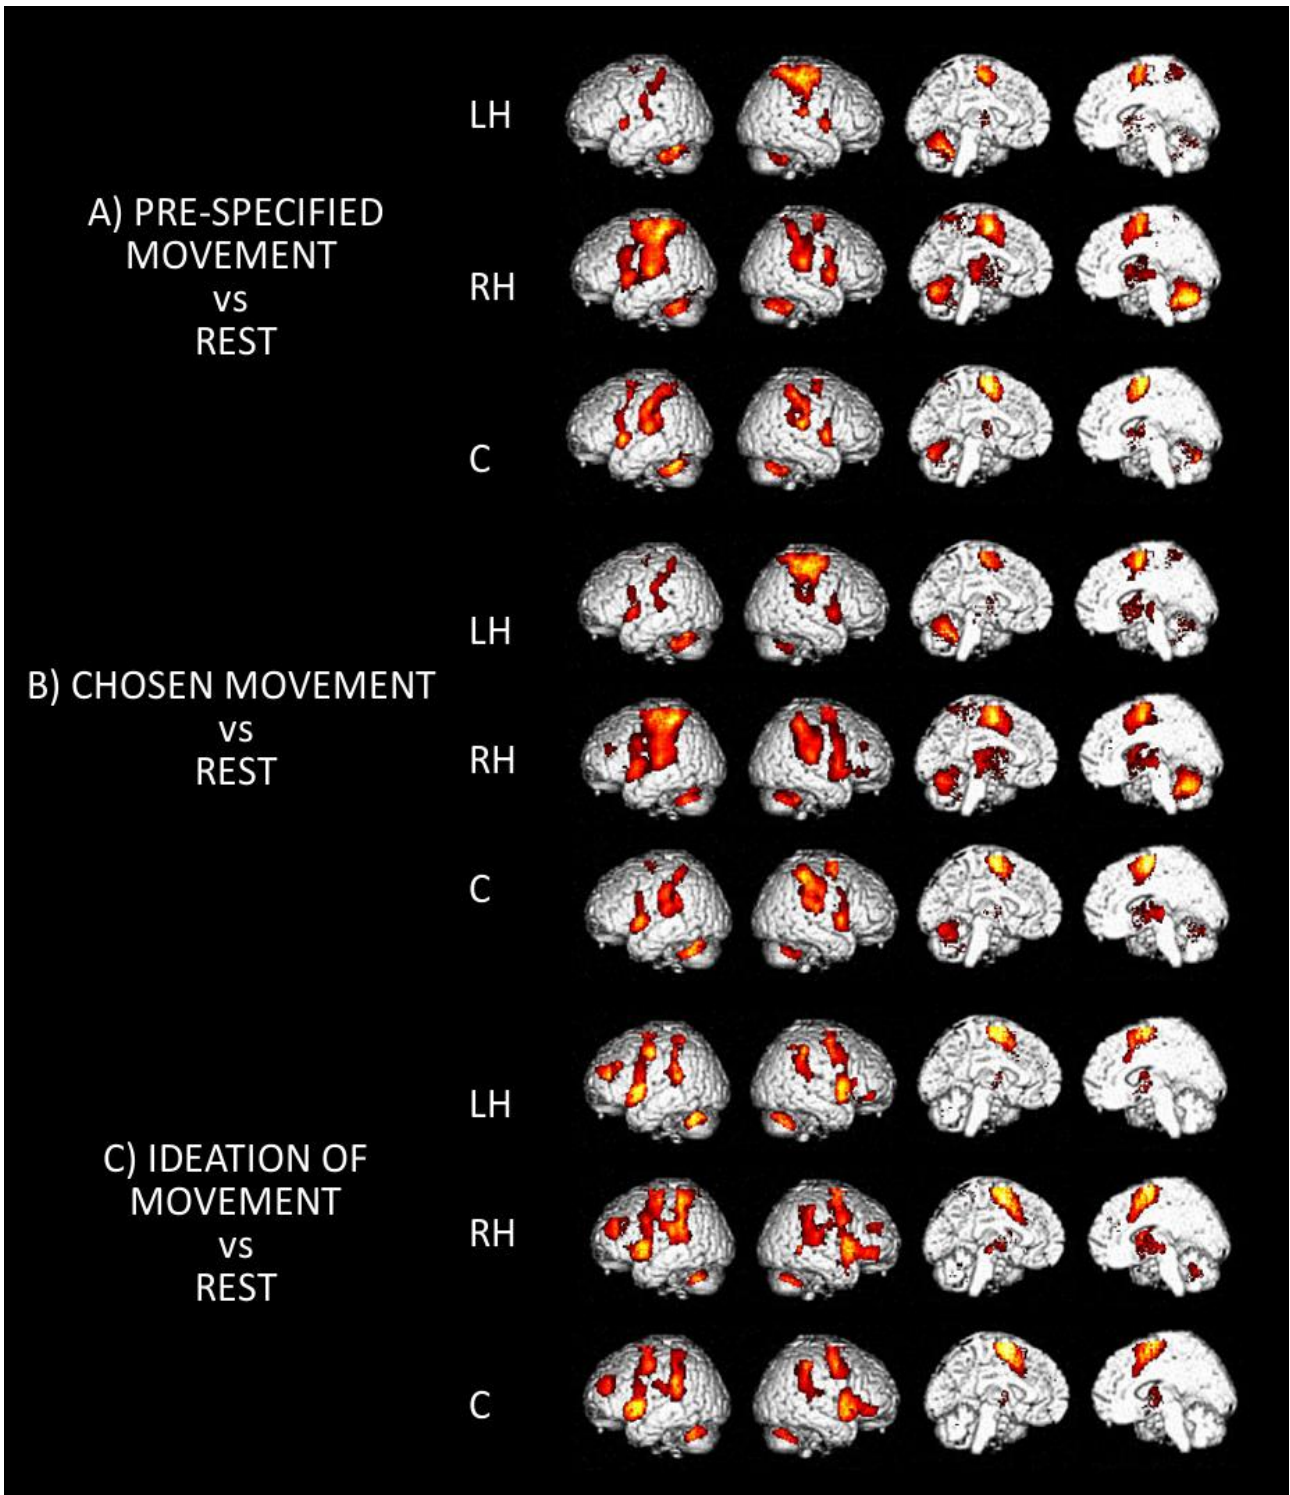 A) PRE-SPECIFIED
MOVEMENT
vs
REST
LH
RH
C
B) CHOSEN MOVEMENT
vs
REST
LH
RH
C
C) IDEATION OF
MOVEMENT
vs
REST
LH
RH
C